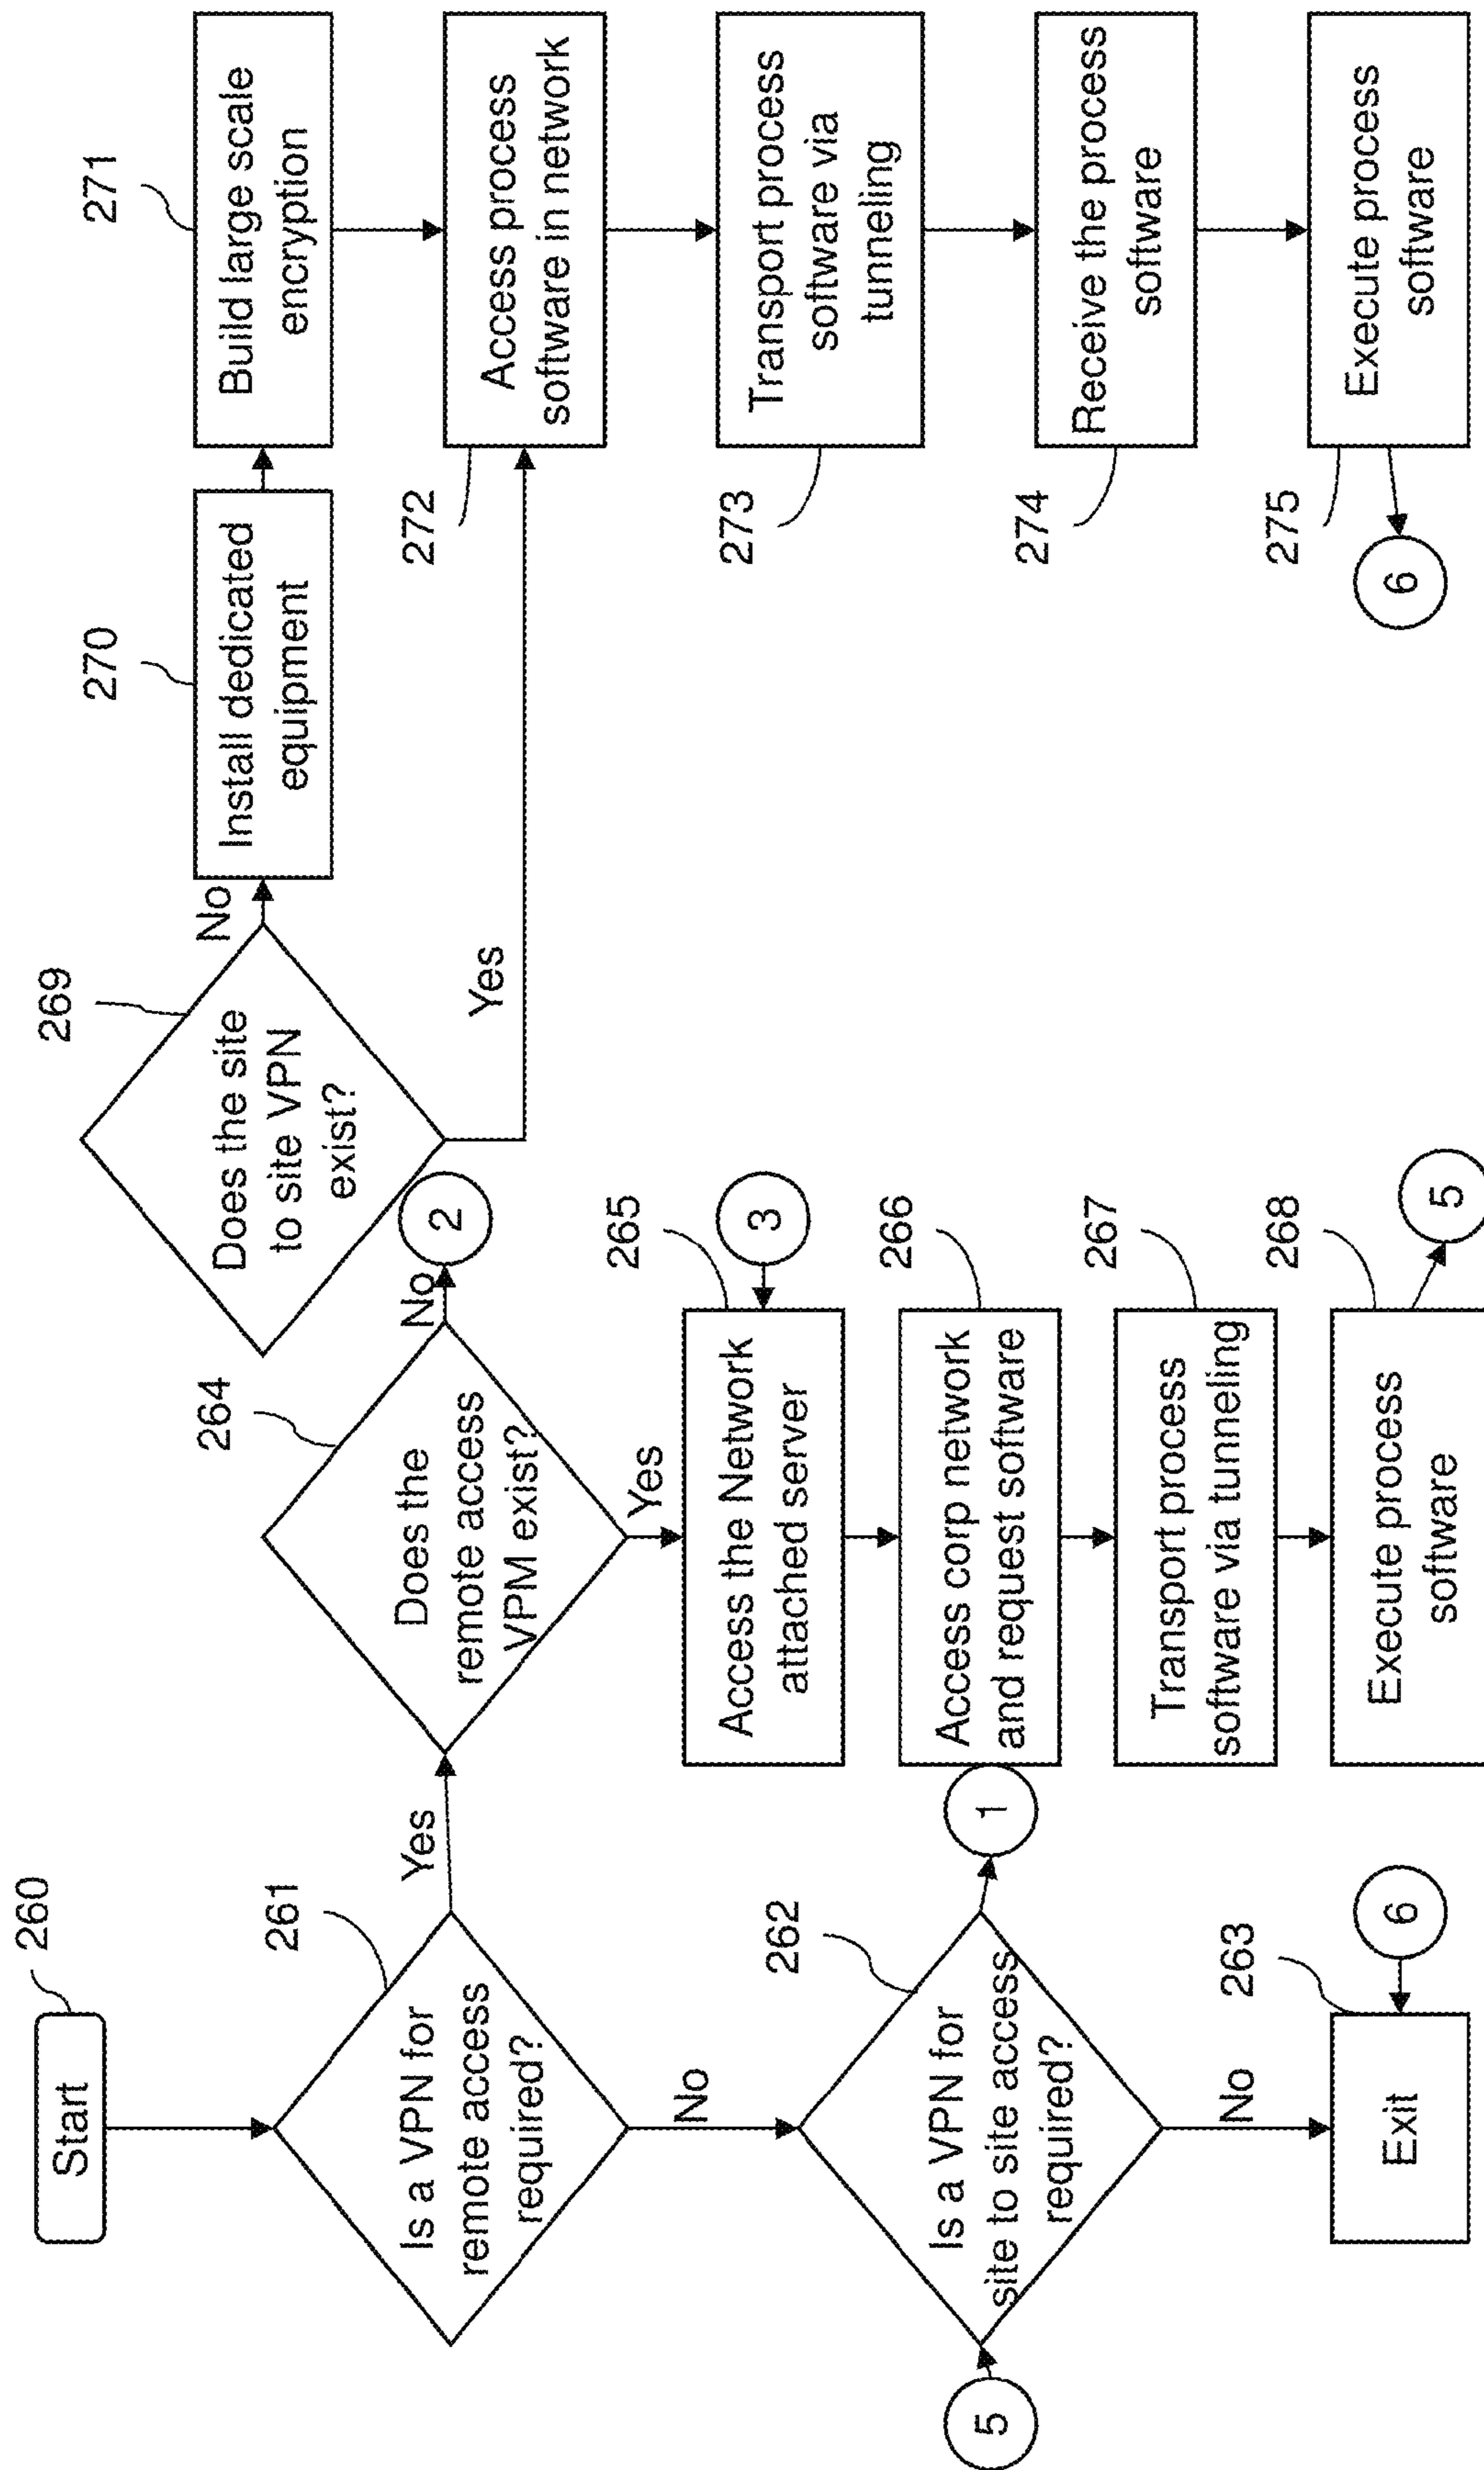 260
Start
261
Is a VPN for
remote access
required?
Yes
No
262
Is a VPN for
site to site access
required?
5
1
No
263
Exit
6
264
Does the
remote access
VPM exist?
No
2
Yes
265
Access the Network
attached server
3
266
Access corp network
and request software
267
Transport process
software via tunneling
268
Execute process
software
5
269
Does the site
to site VPN
exist?
No
Yes
270
Install dedicated
equipment
271
Build large scale
encryption
272
Access process
software in network
273
Transport process
software via
tunneling
274
Receive the process
software
275
Execute process
software
6